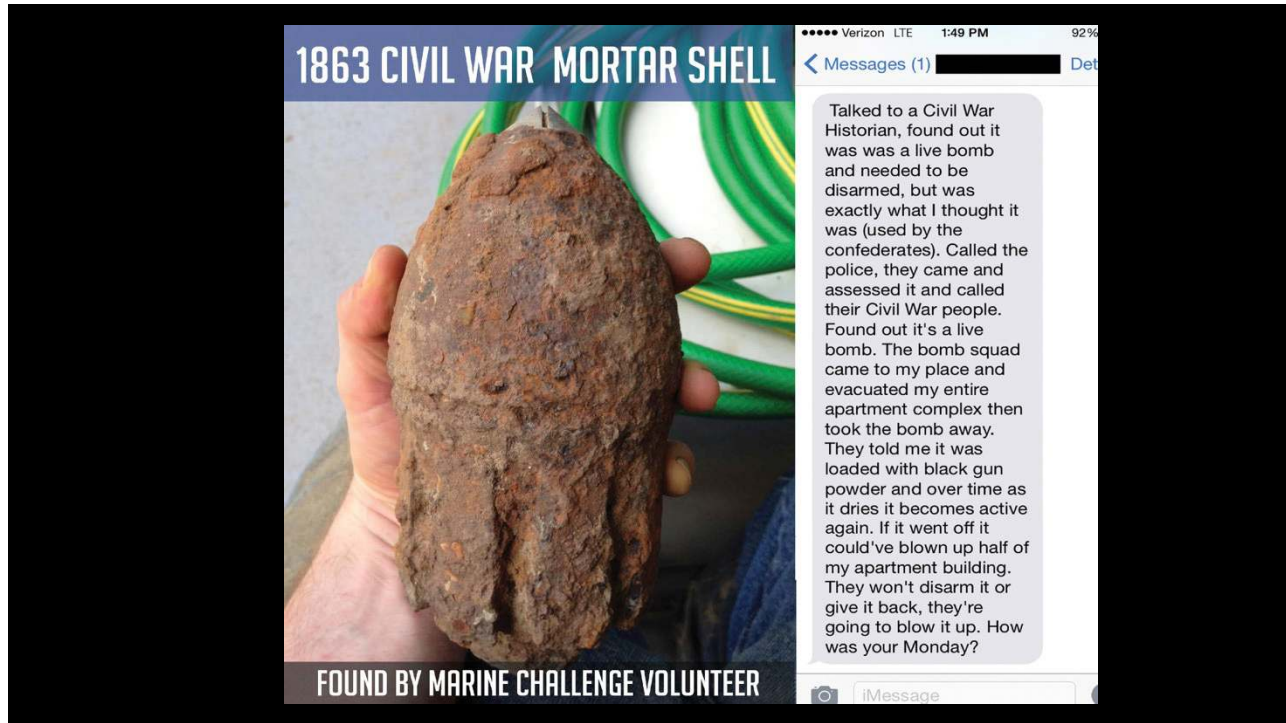 1863 CIVIL WAR MORTAR SHELL
FOUND BY MARINE CHALLENGE VOLUNTEER
Verizon LTE 1:49 PM 92%
Messages (1) Det
Talked to a Civil War
Historian, found out it
was was a live bomb
and needed to be
disarmed, but was
exactly what I thought it
was (used by the
confederates). Called the
police, they came and
assessed it and called
their Civil War people.
Found out it's a live
bomb. The bomb squad
came to my place and
evacuated my entire
apartment complex then
took the bomb away.
They told me it was
loaded with black gun
powder and over time as
it dries it becomes active
again. If it went off it
could've blown up half of
my apartment building.
They won't disarm it or
give it back, they're
going to blow it up. How
was your Monday?
iMessage